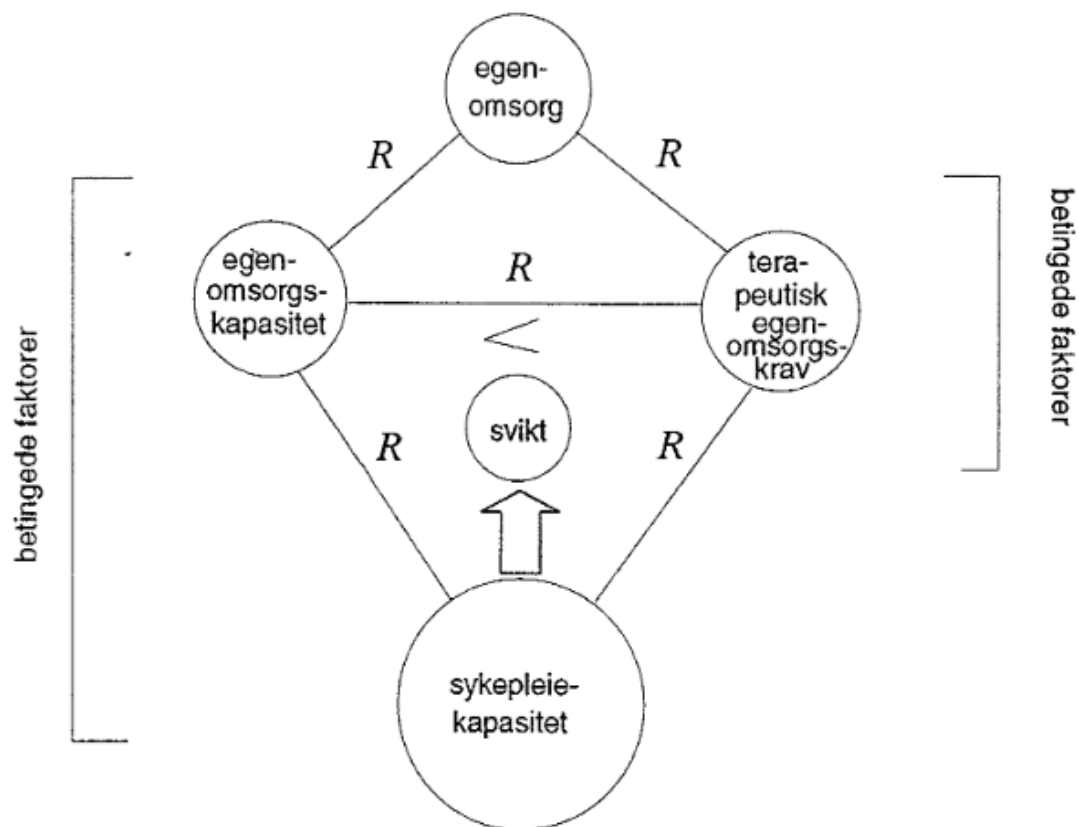 egen-
omsorg
R
R
betingede faktorer
betingede faktorer
egen-
omsorgs-
kapasitet
R
tera-
peutisk
egen-
omsorgs-
krav
<
svikt
R
R
sykepleie-
kapasitet